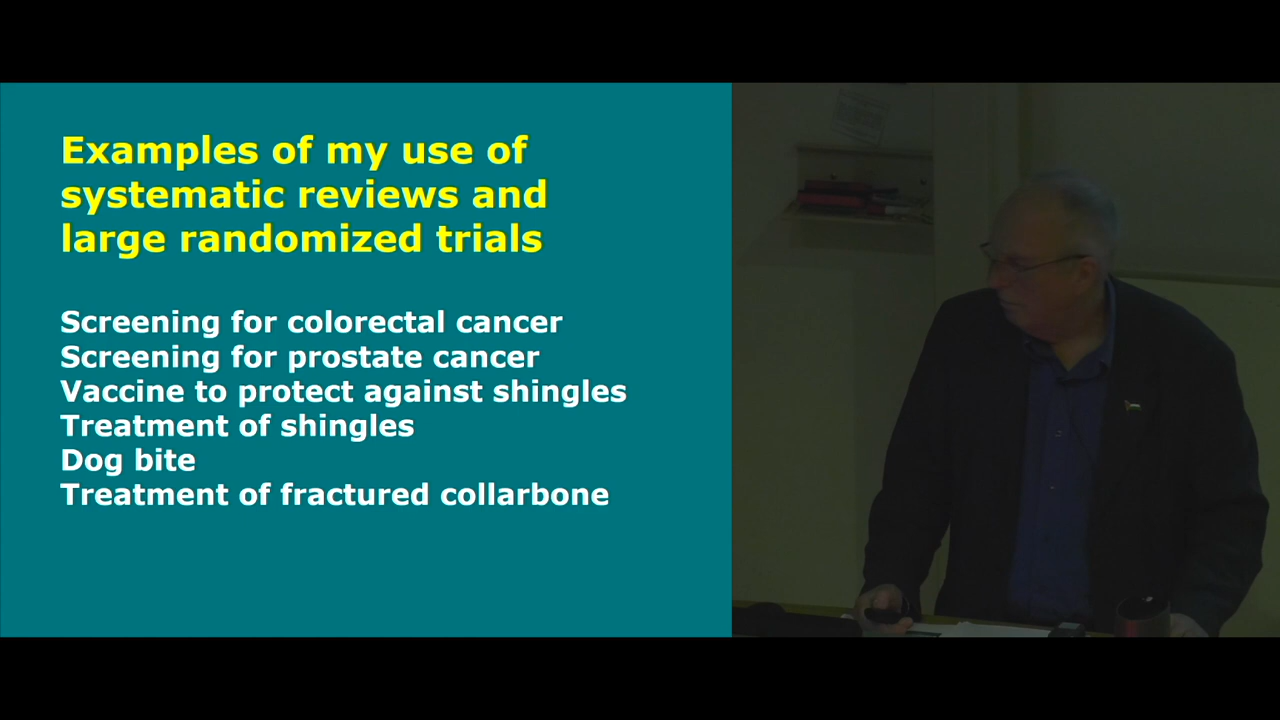 Examples of my use of
systematic reviews and
large randomized trials
Screening for colorectal cancer
Screening for prostate cancer
Vaccine to protect against shingles
Treatment of shingles
Dog bite
Treatment of fractured collarbone